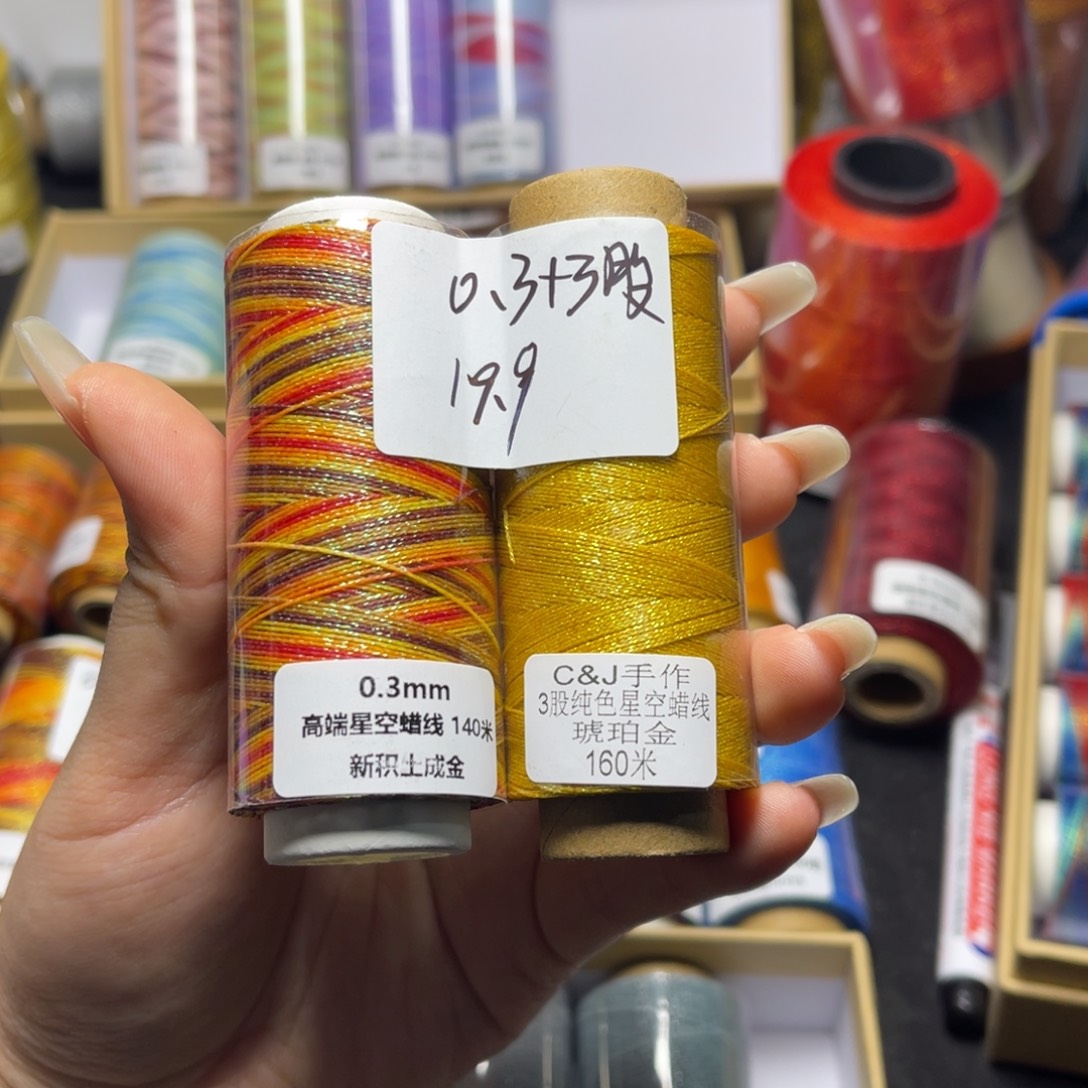 0.3+3股
19.9
0.3mm
高端星空蜡线 140米
新积土成金
C&J手作
3股纯色星空蜡线
琥珀金
160米